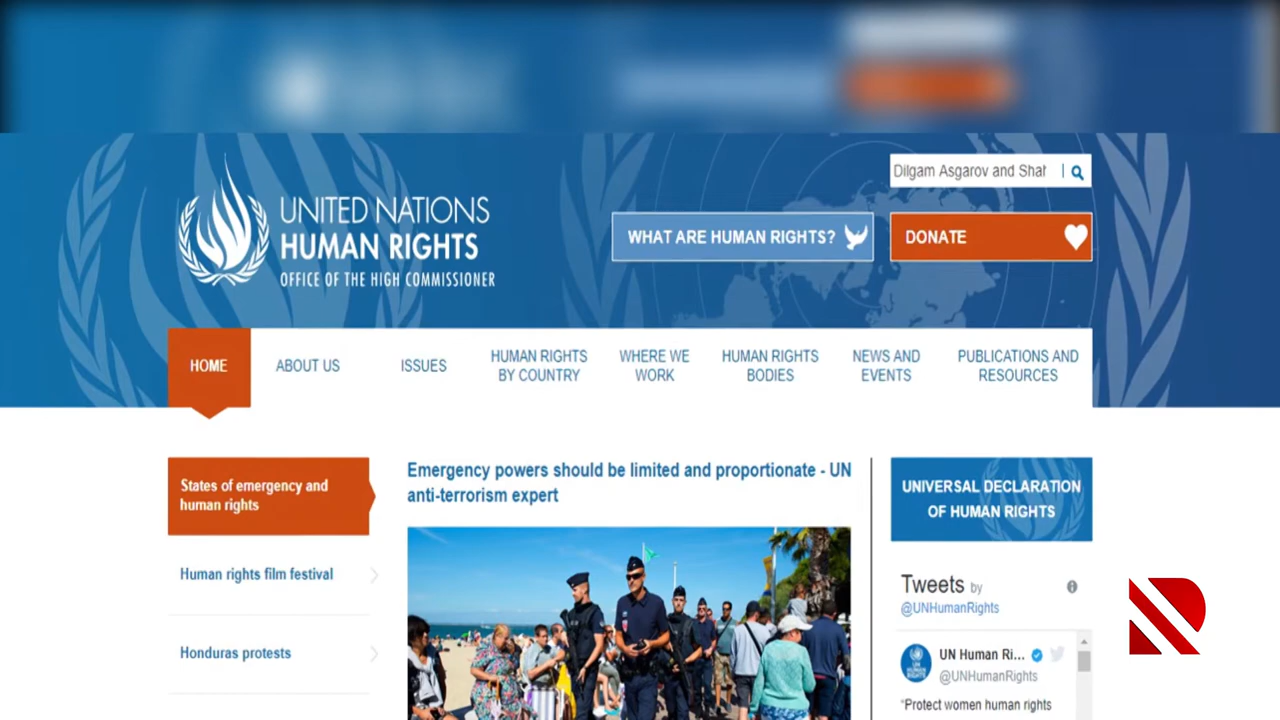 Dilgam Asgarov and Shah
UNITED NATIONS
HUMAN RIGHTS
OFFICE OF THE HIGH COMMISSIONER
WHAT ARE HUMAN RIGHTS?
DONATE
HOME
ABOUT US
ISSUES
HUMAN RIGHTS
BY COUNTRY
WHERE WE
WORK
HUMAN RIGHTS
BODIES
NEWS AND
EVENTS
PUBLICATIONS AND
RESOURCES
States of emergency and
human rights
Human rights film festival
Honduras protests
Emergency powers should be limited and proportionate - UN
anti-terrorism expert
UNIVERSAL DECLARATION
OF HUMAN RIGHTS
Tweets by
@UNHumanRights
UN Human Ri...
@UNHumanRights
“Protect women human rights